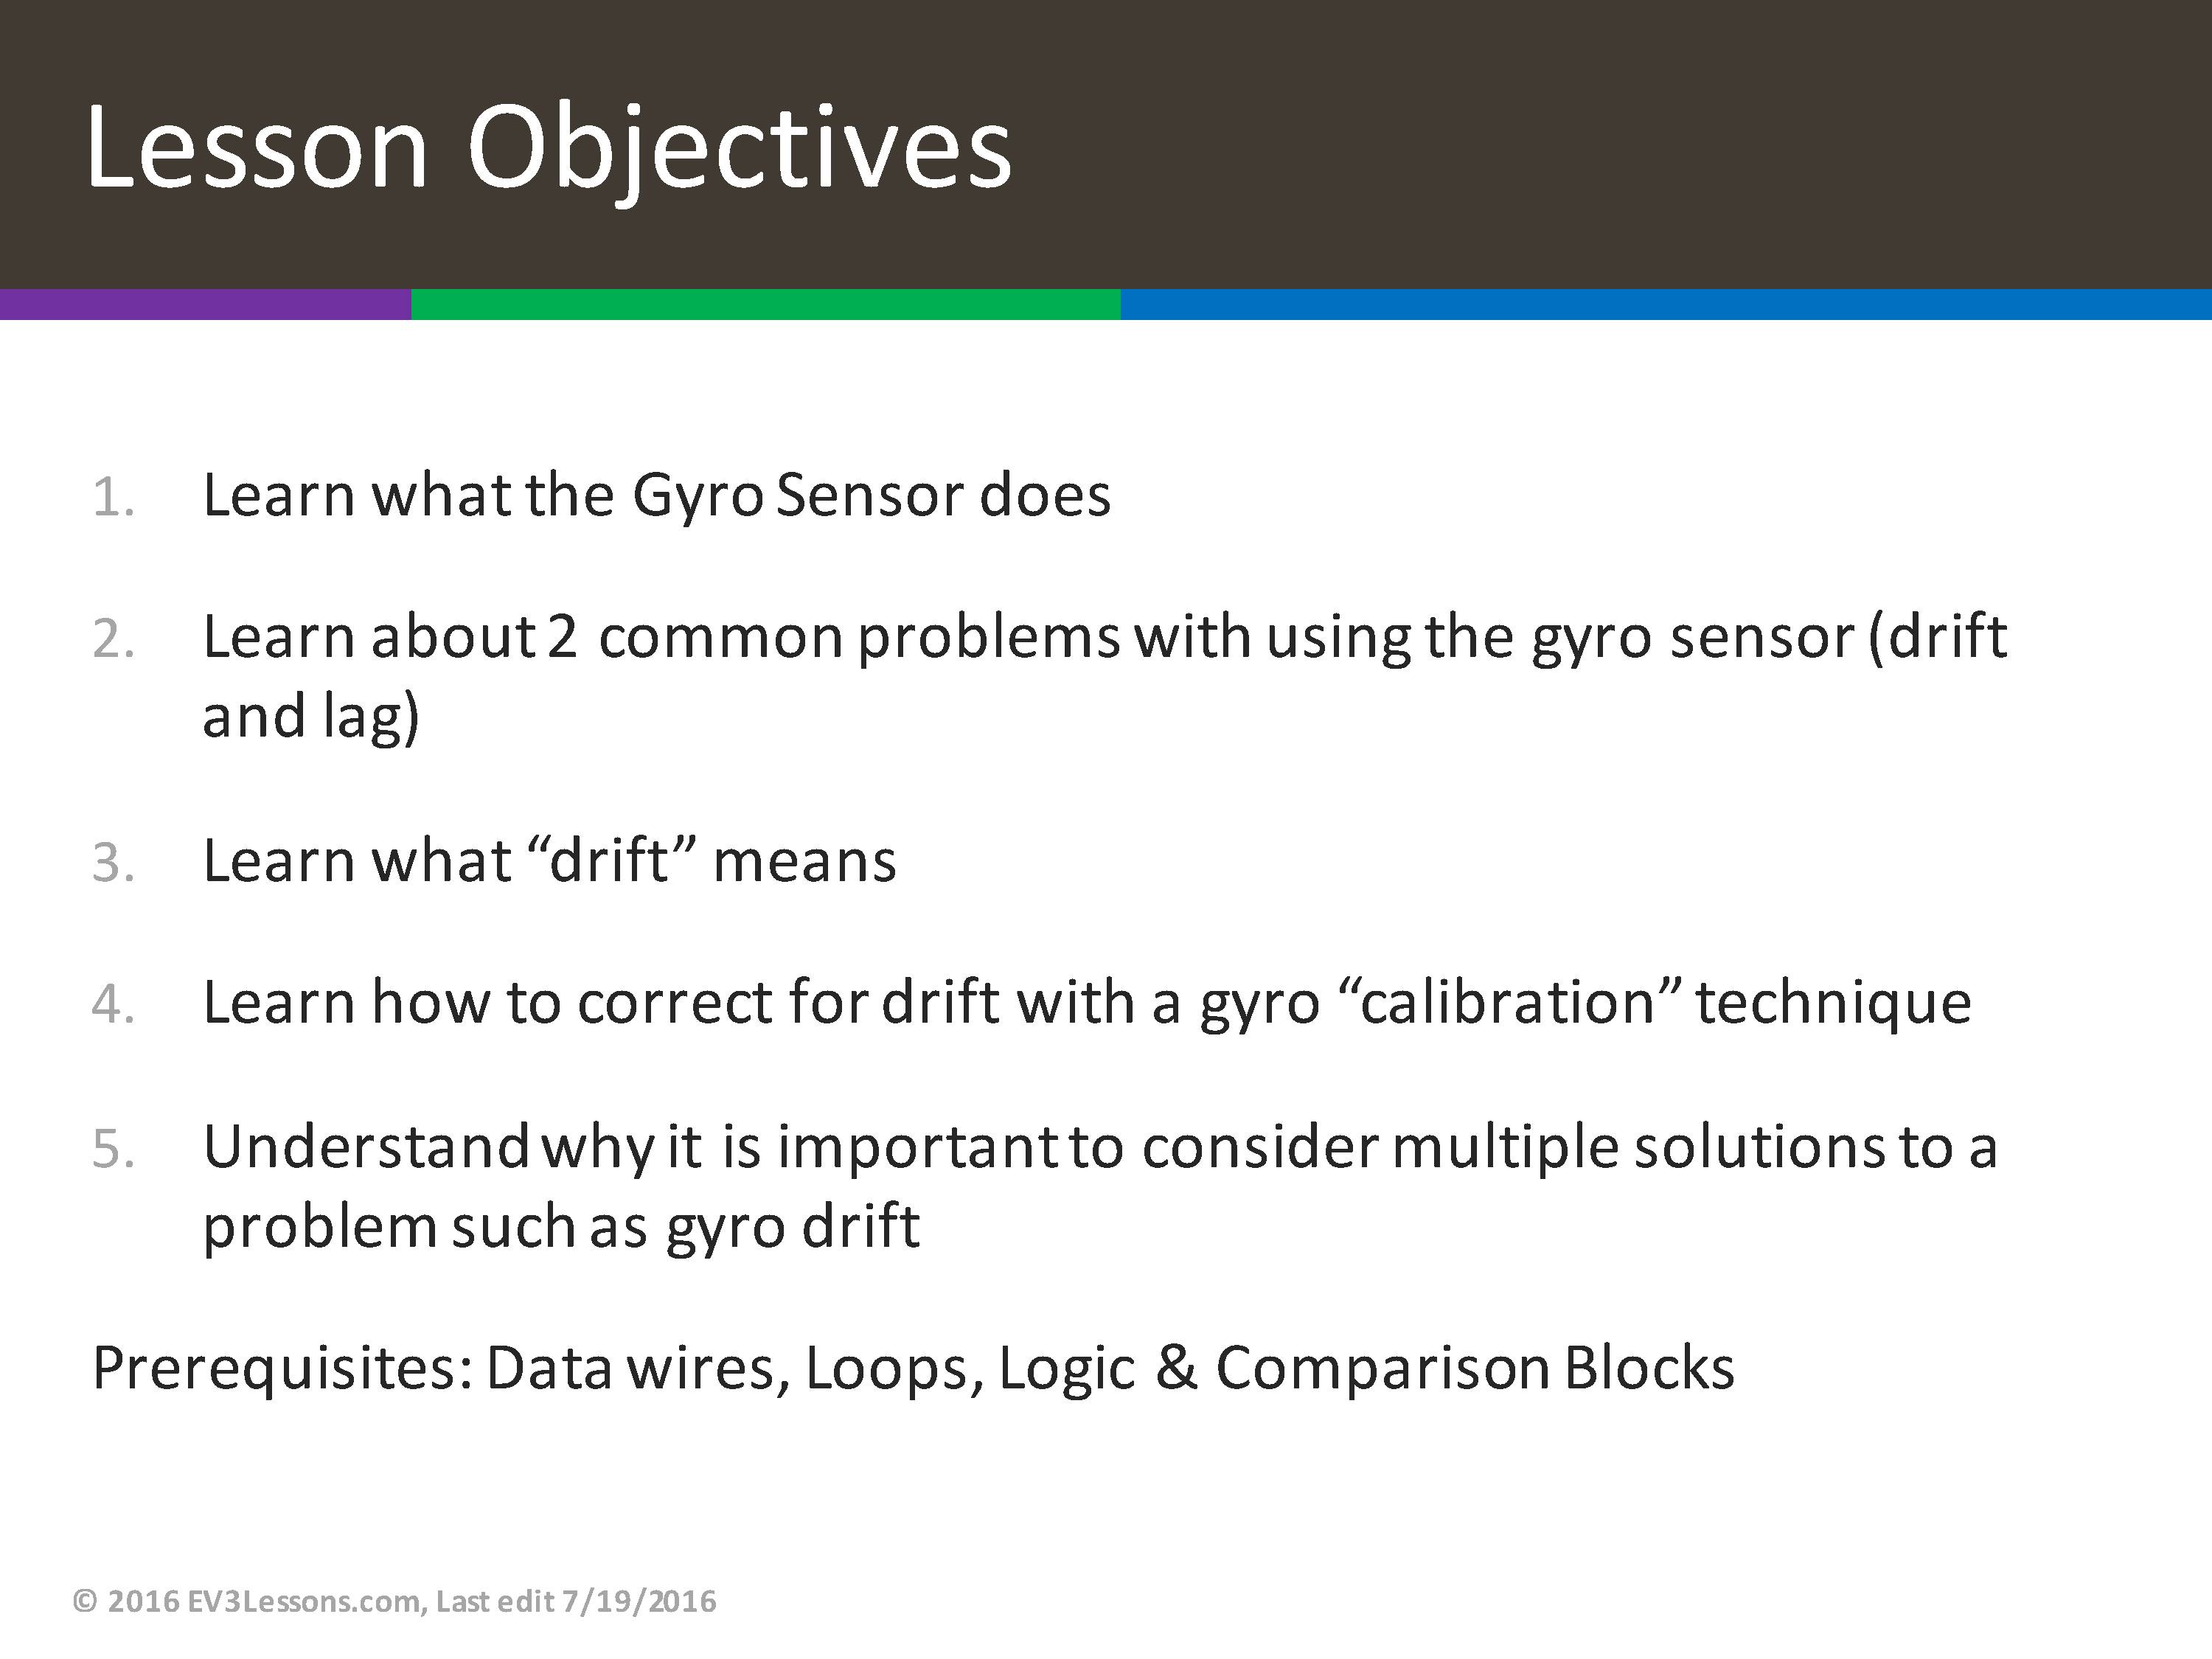 Lesson Objectives
1. Learn what the Gyro Sensor does
2. Learn about 2 common problems with using the gyro sensor (drift
and lag)
3. Learn what “drift” means
4. Learn how to correct for drift with a gyro “calibration” technique
5. Understand why it is important to consider multiple solutions to a
problem such as gyro drift
Prerequisites: Data wires, Loops, Logic & Comparison Blocks
© 2016 EV3Lessons.com, Last edit 7/19/2016